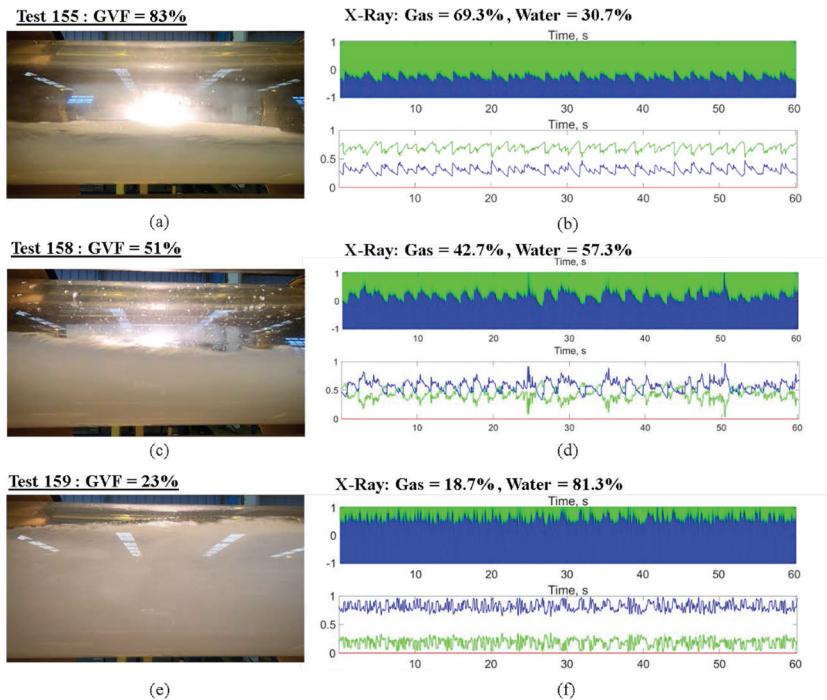 Test 155 : GVF = 83%
X-Ray: Gas = 69.3% , Water = 30.7%
Time, s
1
0
-1
10 20 30 40 50 60
Time, s
1
0.5
0
10 20 30 40 50 60
(a)
(b)
Test 158 : GVF = 51%
X-Ray: Gas = 42.7% , Water = 57.3%
Time, s
1
0
-1
10 20 30 40 50 60
Time, s
1
0.5
0
10 20 30 40 50 60
(c)
(d)
Test 159 : GVF = 23%
X-Ray: Gas = 18.7% , Water = 81.3%
Time, s
1
0
-1
10 20 30 40 50 60
Time, s
1
0.5
0
10 20 30 40 50 60
(e)
(f)